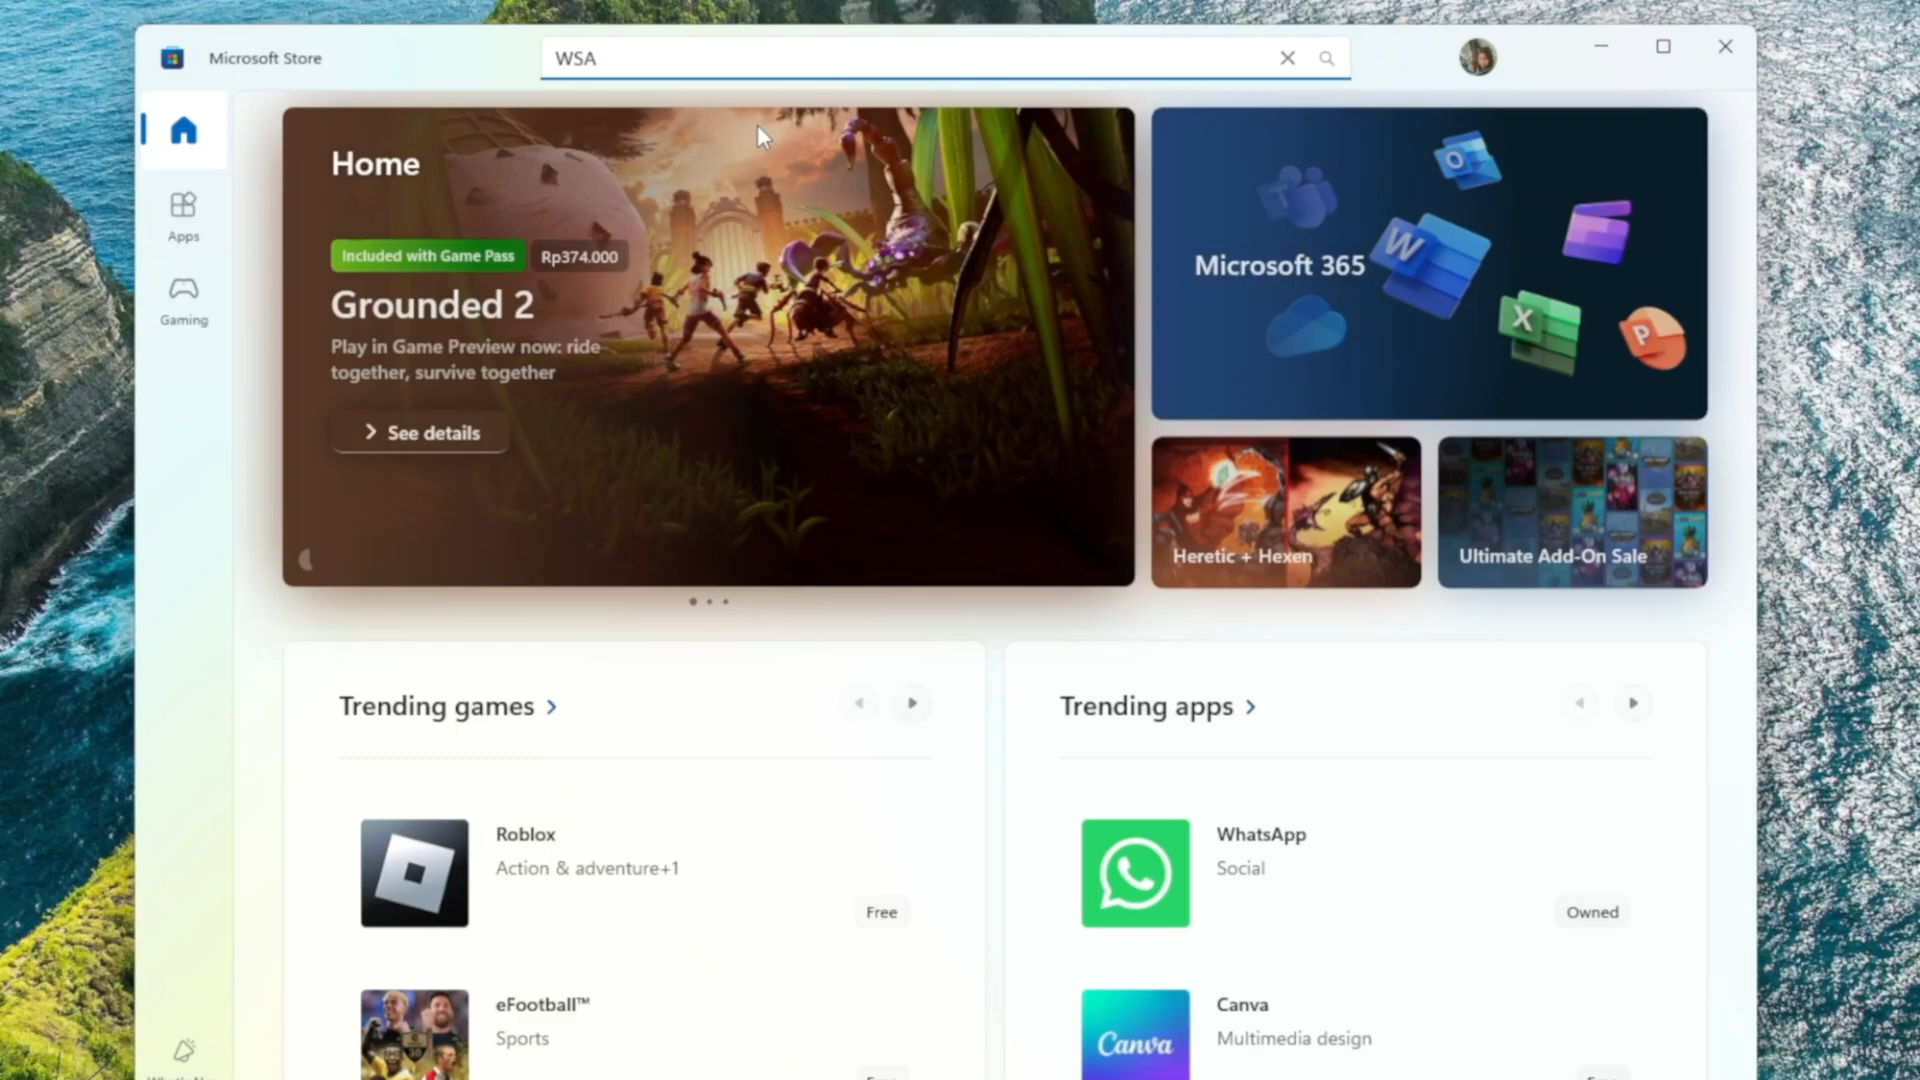 Microsoft Store
WSA
Home
Included with Game Pass
Rp374.000
Grounded 2
Play in Game Preview now: ride
together, survive together
See details
Microsoft 365
Heretic + Hexen
Ultimate Add-On Sale
Apps
Gaming
Trending games
Trending apps
Roblox
Action & adventure+1
Free
WhatsApp
Social
Owned
eFootball™
Sports
Canva
Multimedia design
Canva